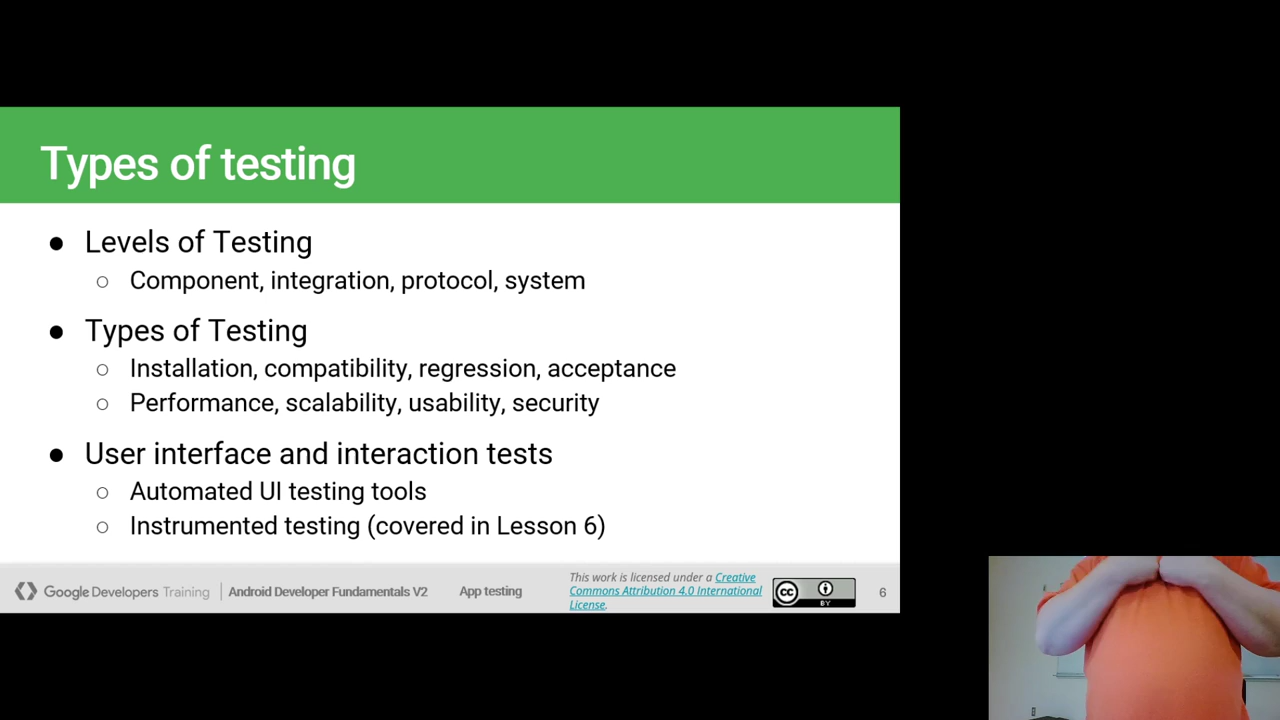 Types of testing
● Levels of Testing
○ Component, integration, protocol, system
● Types of Testing
○ Installation, compatibility, regression, acceptance
○ Performance, scalability, usability, security
● User interface and interaction tests
○ Automated UI testing tools
○ Instrumented testing (covered in Lesson 6)
Google Developers Training
Android Developer Fundamentals V2
App testing
This work is licensed under a Creative
Commons Attribution 4.0 International
License.
cc
BY
6